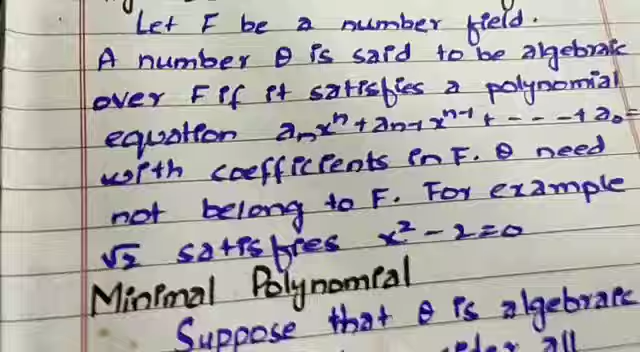 Let F be a number field.
A number θ is said to be algebraic
over F if it satisfies a polynomial
equation aₙxⁿ + aₙ₋₁xⁿ⁻¹ + - - - + a₀ =
with coefficients in F. θ need
not belong to F. For example
√2 satisfies x² - 2 = 0
Minimal Polynomial
Suppose that θ is algebraic
all